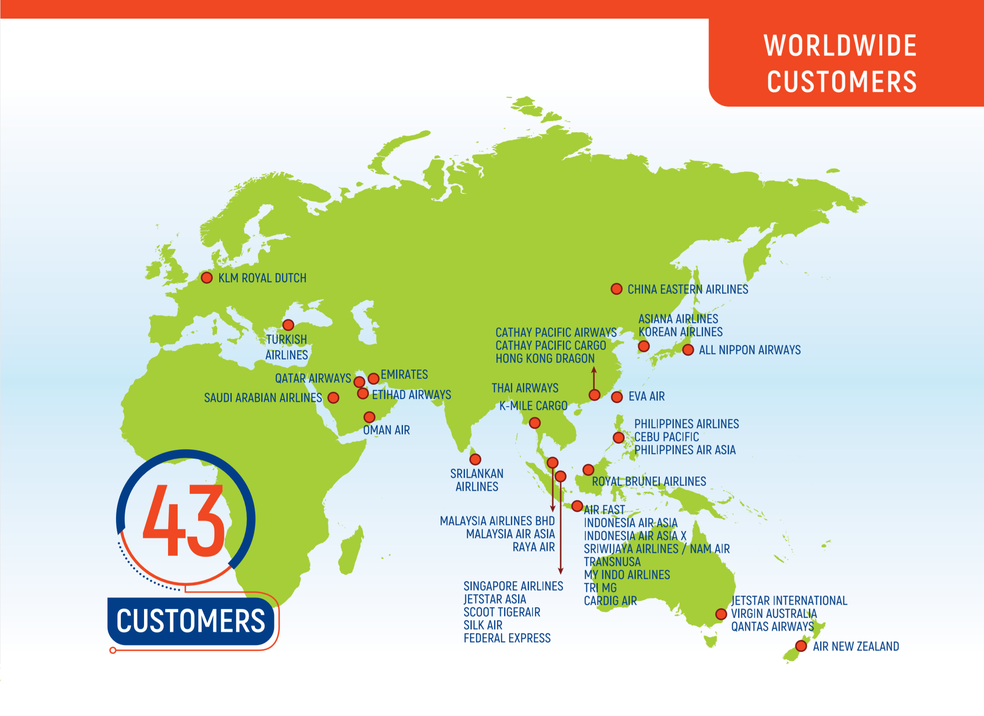 WORLDWIDE
CUSTOMERS
KLM ROYAL DUTCH
CHINA EASTERN AIRLINES
ASIANA AIRLINES
KOREAN AIRLINES
ALL NIPPON AIRWAYS
TURKISH
AIRLINES
CATHAY PACIFIC AIRWAYS
CATHAY PACIFIC CARGO
HONG KONG DRAGON
QATAR AIRWAYS
EMIRATES
SAUDI ARABIAN AIRLINES
ETIHAD AIRWAYS
OMAN AIR
THAI AIRWAYS
K-MILE CARGO
EVA AIR
PHILIPPINES AIRLINES
CEBU PACIFIC
PHILIPPINES AIR ASIA
SRILANKAN
AIRLINES
ROYAL BRUNEI AIRLINES
MALAYSIA AIRLINES BHD
MALAYSIA AIR ASIA
RAYA AIR
AIR FAST
INDONESIA AIR ASIA
INDONESIA AIR ASIA X
SRIWIJAYA AIRLINES / NAM AIR
TRANSNUSA
MY INDO AIRLINES
TRI MG
CARDIG AIR
SINGAPORE AIRLINES
JETSTAR ASIA
SCOOT TIGERAIR
SILK AIR
FEDERAL EXPRESS
JETSTAR INTERNATIONAL
VIRGIN AUSTRALIA
QANTAS AIRWAYS
AIR NEW ZEALAND
43
CUSTOMERS